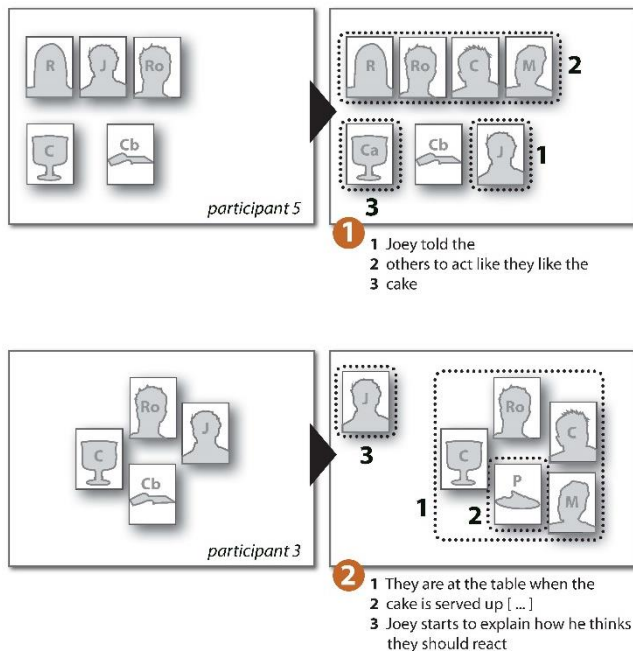 R J Ro
C Cb
participant 5
R Ro C M 2
Ca Cb J 1
3
1
1 Joey told the
2 others to act like they like the
3 cake
Ro
J
C
Cb
participant 3
J
3
Ro
C
C
P
M
1 2
2
1 They are at the table when the
2 cake is served up [ ... ]
3 Joey starts to explain how he thinks
they should react